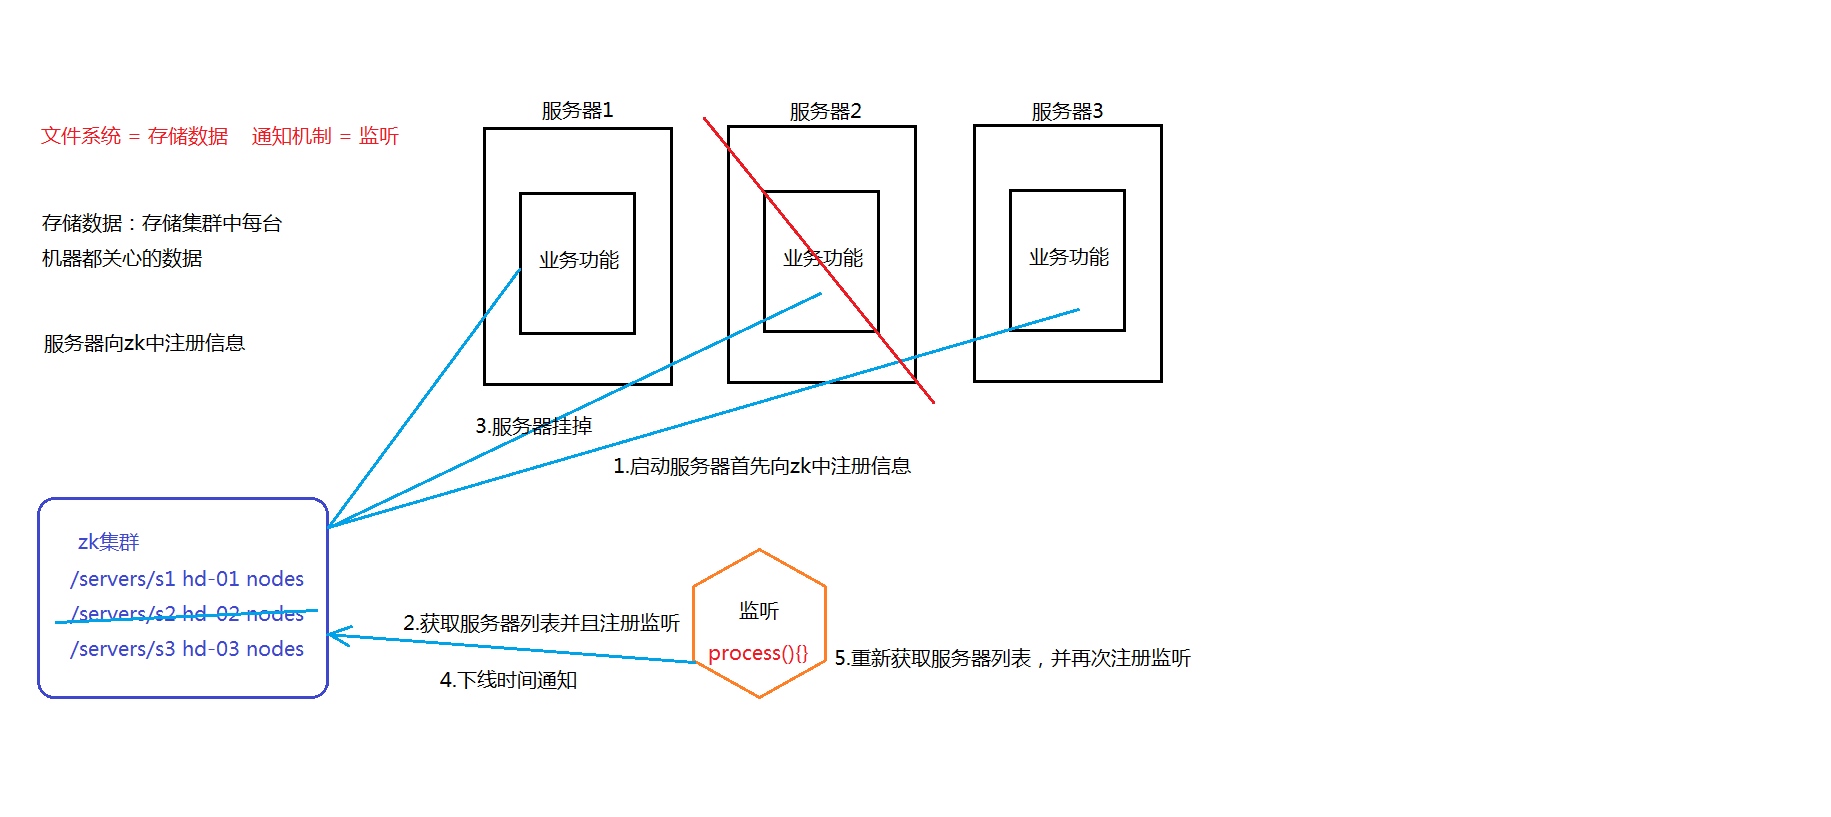 服务器1
服务器2
服务器3
文件系统 = 存储数据 通知机制 = 监听
存储数据：存储集群中每台
机器都关心的数据
业务功能
业务功能
业务功能
服务器向zk中注册信息
3.服务器挂掉
1.启动服务器首先向zk中注册信息
zk集群
/servers/s1 hd-01 nodes
/servers/s2 hd-02 nodes
/servers/s3 hd-03 nodes
2.获取服务器列表并且注册监听
4.下线时间通知
监听
process(){}
5.重新获取服务器列表，并再次注册监听